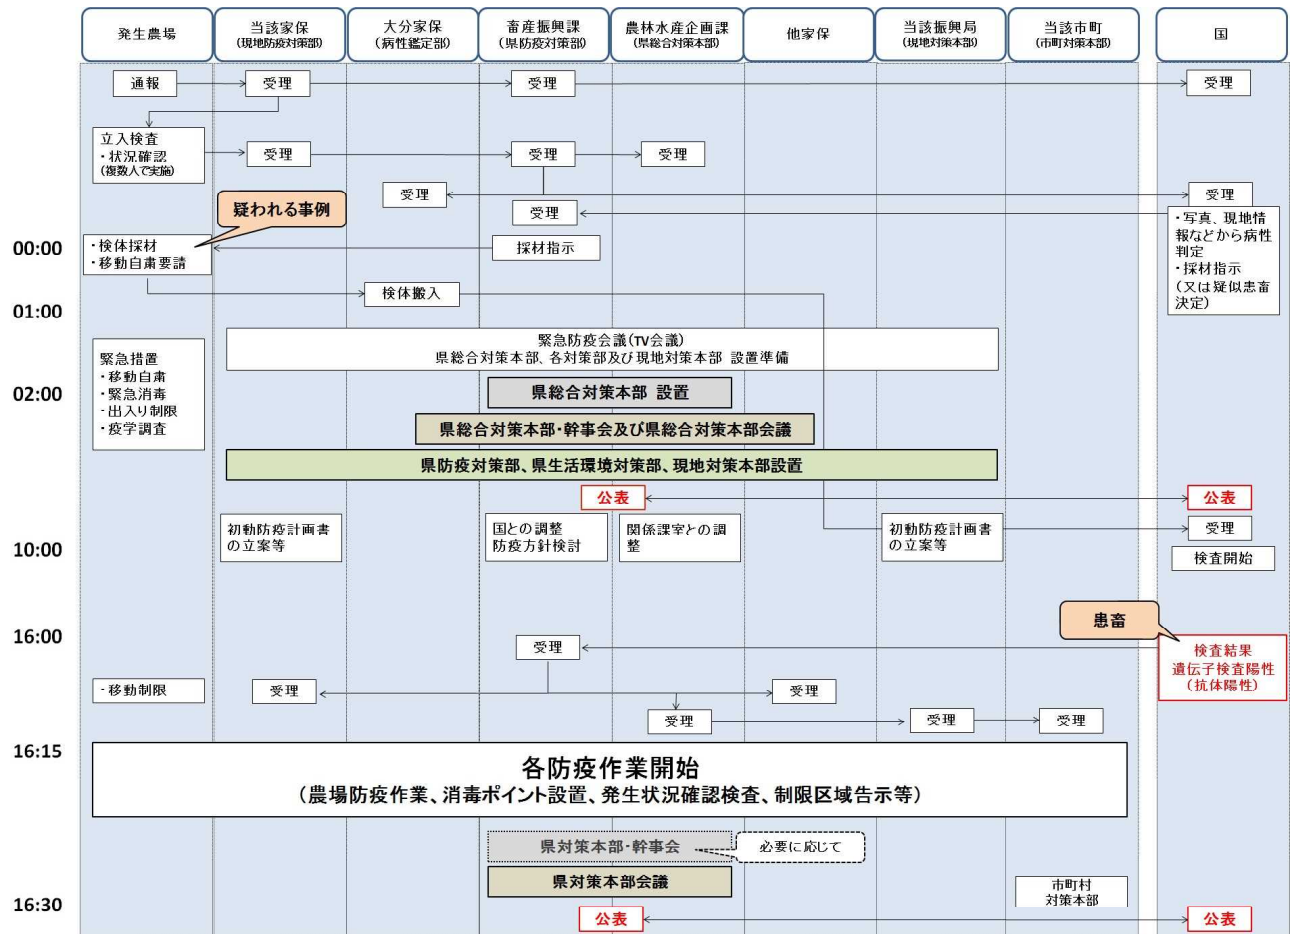 発生農場
当該家保
(現地防疫対策部)
大分家保
(病性鑑定部)
畜産振興課
(県防疫対策部)
農林水産企画課
(県総合対策本部)
他家保
当該振興局
(現地対策本部)
当該市町
(市町対策本部)
国
通報
受理
受理
受理
立入検査
・状況確認
(複数人で実施)
受理
受理
受理
受理
受理
受理
疑われる事例
・写真、現地情
報などから病性
判定
・採材指示
(又は疑似患畜
決定)
00:00
・検体採材
・移動自粛要請
採材指示
検体搬入
01:00
緊急防疫会議(TV会議)
県総合対策本部、各対策部及び現地対策本部 設置準備
緊急措置
・移動自粛
・緊急消毒
・出入り制限
・疫学調査
02:00
県総合対策本部 設置
県総合対策本部・幹事会及び県総合対策本部会議
県防疫対策部、県生活環境対策部、現地対策本部設置
公表
公表
初動防疫計画書
の立案等
国との調整
防疫方針検討
関係課室との調
整
初動防疫計画書
の立案等
受理
10:00
検査開始
患畜
16:00
受理
検査結果
遺伝子検査陽性
(抗体陽性)
・移動制限
受理
受理
受理
受理
受理
16:15
各防疫作業開始
(農場防疫作業、消毒ポイント設置、発生状況確認検査、制限区域告示等)
県対策本部・幹事会
必要に応じて
県対策本部会議
市町村
対策本部
16:30
公表
公表